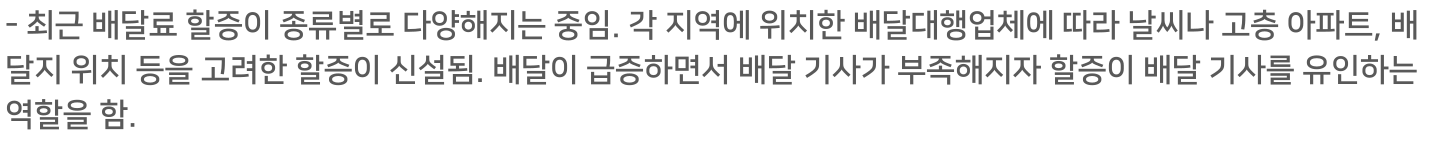 - 최근 배달료 할증이 종류별로 다양해지는 중임. 각 지역에 위치한 배달대행업체에 따라 날씨나 고층 아파트, 배
달지 위치 등을 고려한 할증이 신설됨. 배달이 급증하면서 배달 기사가 부족해지자 할증이 배달 기사를 유인하는
역할을 함.